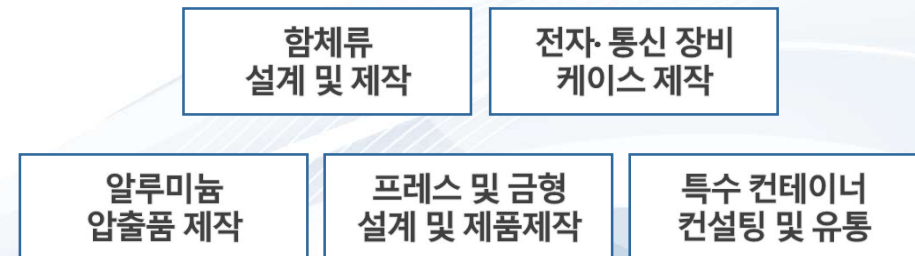 함체류
설계 및 제작
전자· 통신 장비
케이스 제작
알루미늄
압출품 제작
프레스 및 금형
설계 및 제품제작
특수 컨테이너
컨설팅 및 유통